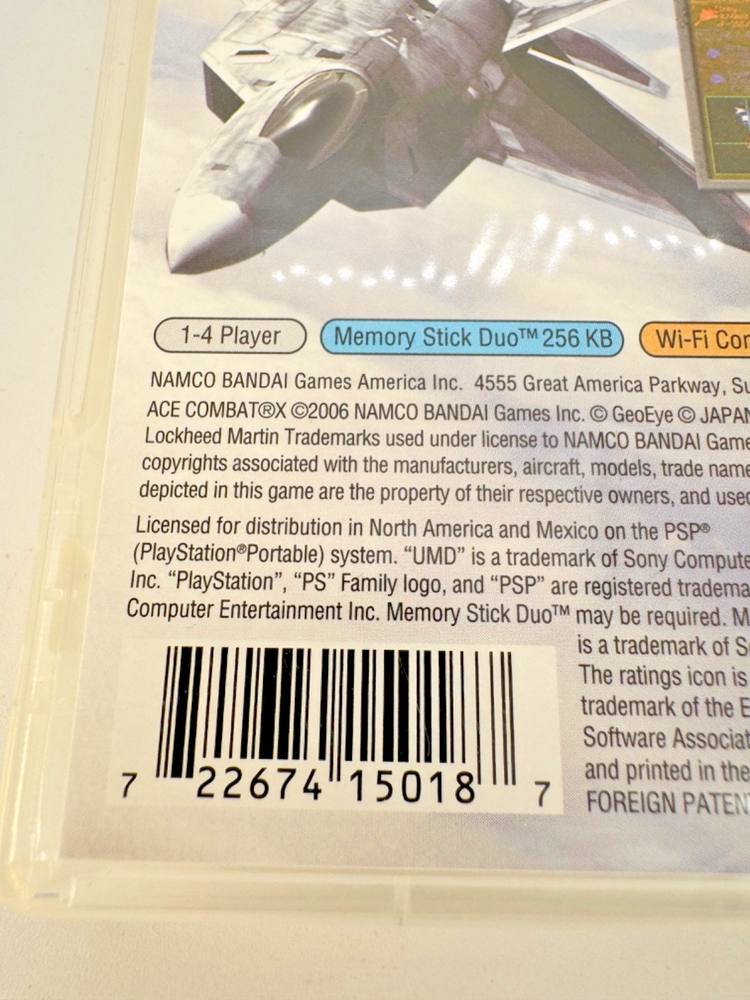 1-4 Player
Memory Stick Duo™ 256 KB
Wi-Fi
NAMCO BANDAI Games America Inc. 4555 Great America Parkway,
ACE COMBAT®X ©2006 NAMCO BANDAI Games Inc. © GeoEye ©
Lockheed Martin Trademarks used under license to NAMCO BANDAI
copyrights associated with the manufacturers, aircraft, models, trade
depicted in this game are the property of their respective owners, and
Licensed for distribution in North America and Mexico on the PSP®
(PlayStation®Portable) system. “UMD” is a trademark of Sony
Inc. “PlayStation”, “PS” Family logo, and “PSP” are registered
Computer Entertainment Inc. Memory Stick Duo™ may be required.
is a trademark of
The ratings icon is
trademark of the
Software
and printed in the
FOREIGN
7 22674 15018 7